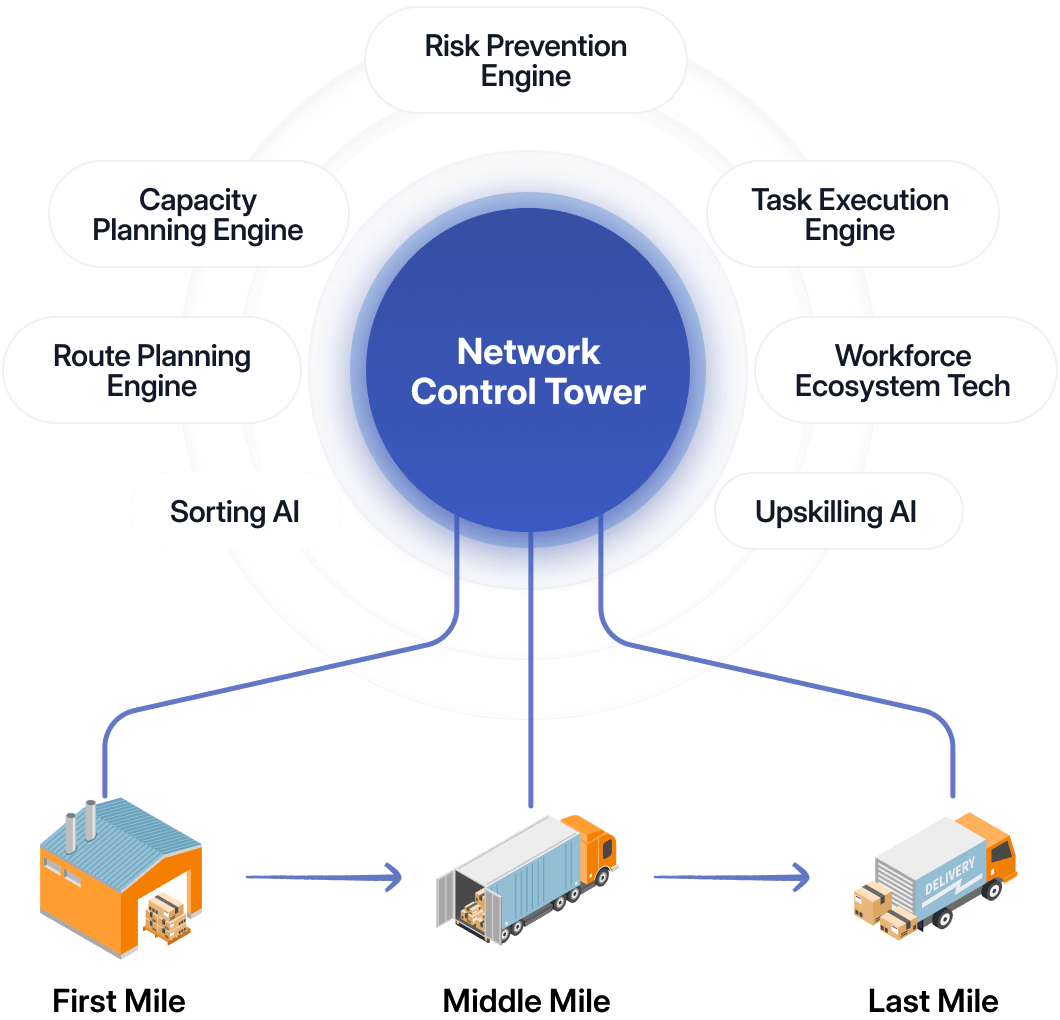 Risk Prevention
Engine
Capacity
Planning Engine
Task Execution
Engine
Route Planning
Engine
Network
Control Tower
Workforce
Ecosystem Tech
Sorting AI
Upskilling AI
DELIVERY
First Mile
Middle Mile
Last Mile